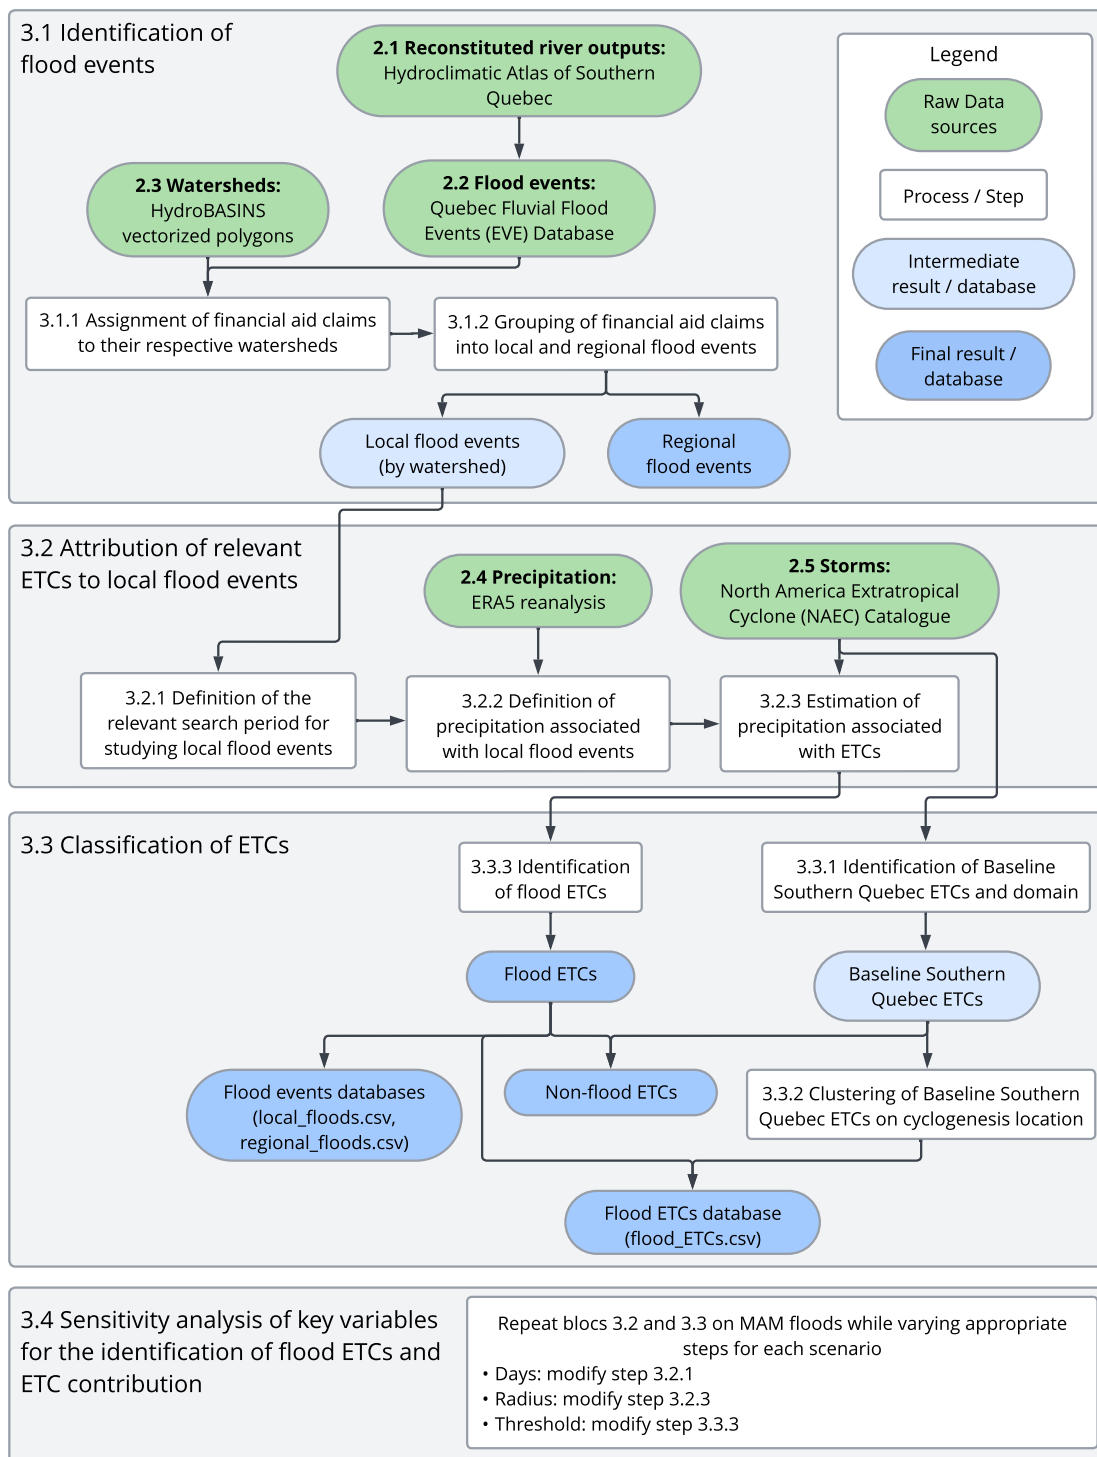 3.1 Identification of
flood events
2.1 Reconstituted river outputs:
Hydroclimatic Atlas of Southern
Quebec
Legend
Raw Data
sources
Process / Step
Intermediate
result / database
Final result /
database
2.3 Watersheds:
HydroBASINS
vectorized polygons
2.2 Flood events:
Quebec Fluvial Flood
Events (EVE) Database
3.1.1 Assignment of financial aid claims
to their respective watersheds
3.1.2 Grouping of financial aid claims
into local and regional flood events
Local flood events
(by watershed)
Regional
flood events
3.2 Attribution of relevant
ETCs to local flood events
2.4 Precipitation:
ERA5 reanalysis
2.5 Storms:
North America Extratropical
Cyclone (NAEC) Catalogue
3.2.1 Definition of the
relevant search period for
studying local flood events
3.2.2 Definition of
precipitation associated
with local flood events
3.2.3 Estimation of
precipitation associated
with ETCs
3.3 Classification of ETCs
3.3.3 Identification
of flood ETCs
3.3.1 Identification of Baseline
Southern Quebec ETCs and domain
Flood ETCs
Baseline Southern
Quebec ETCs
Flood events databases
(local_floods.csv,
regional_floods.csv)
Non-flood ETCs
3.3.2 Clustering of Baseline Southern
Quebec ETCs on cyclogenesis location
Flood ETCs database
(flood_ETCs.csv)
3.4 Sensitivity analysis of key variables
for the identification of flood ETCs and
ETC contribution
Repeat blocs 3.2 and 3.3 on MAM floods while varying appropriate
steps for each scenario
• Days: modify step 3.2.1
• Radius: modify step 3.2.3
• Threshold: modify step 3.3.3